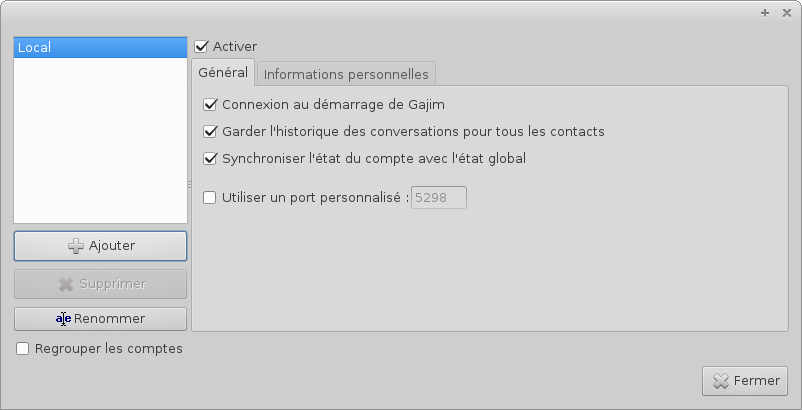 Local
Activer
Général
Informations personnelles
Connexion au démarrage de Gajim
Garder l'historique des conversations pour tous les contacts
Synchroniser l'état du compte avec l'état global
Utiliser un port personnalisé : 5298
Ajouter
Supprimer
Renommer
Regrouper les comptes
Fermer